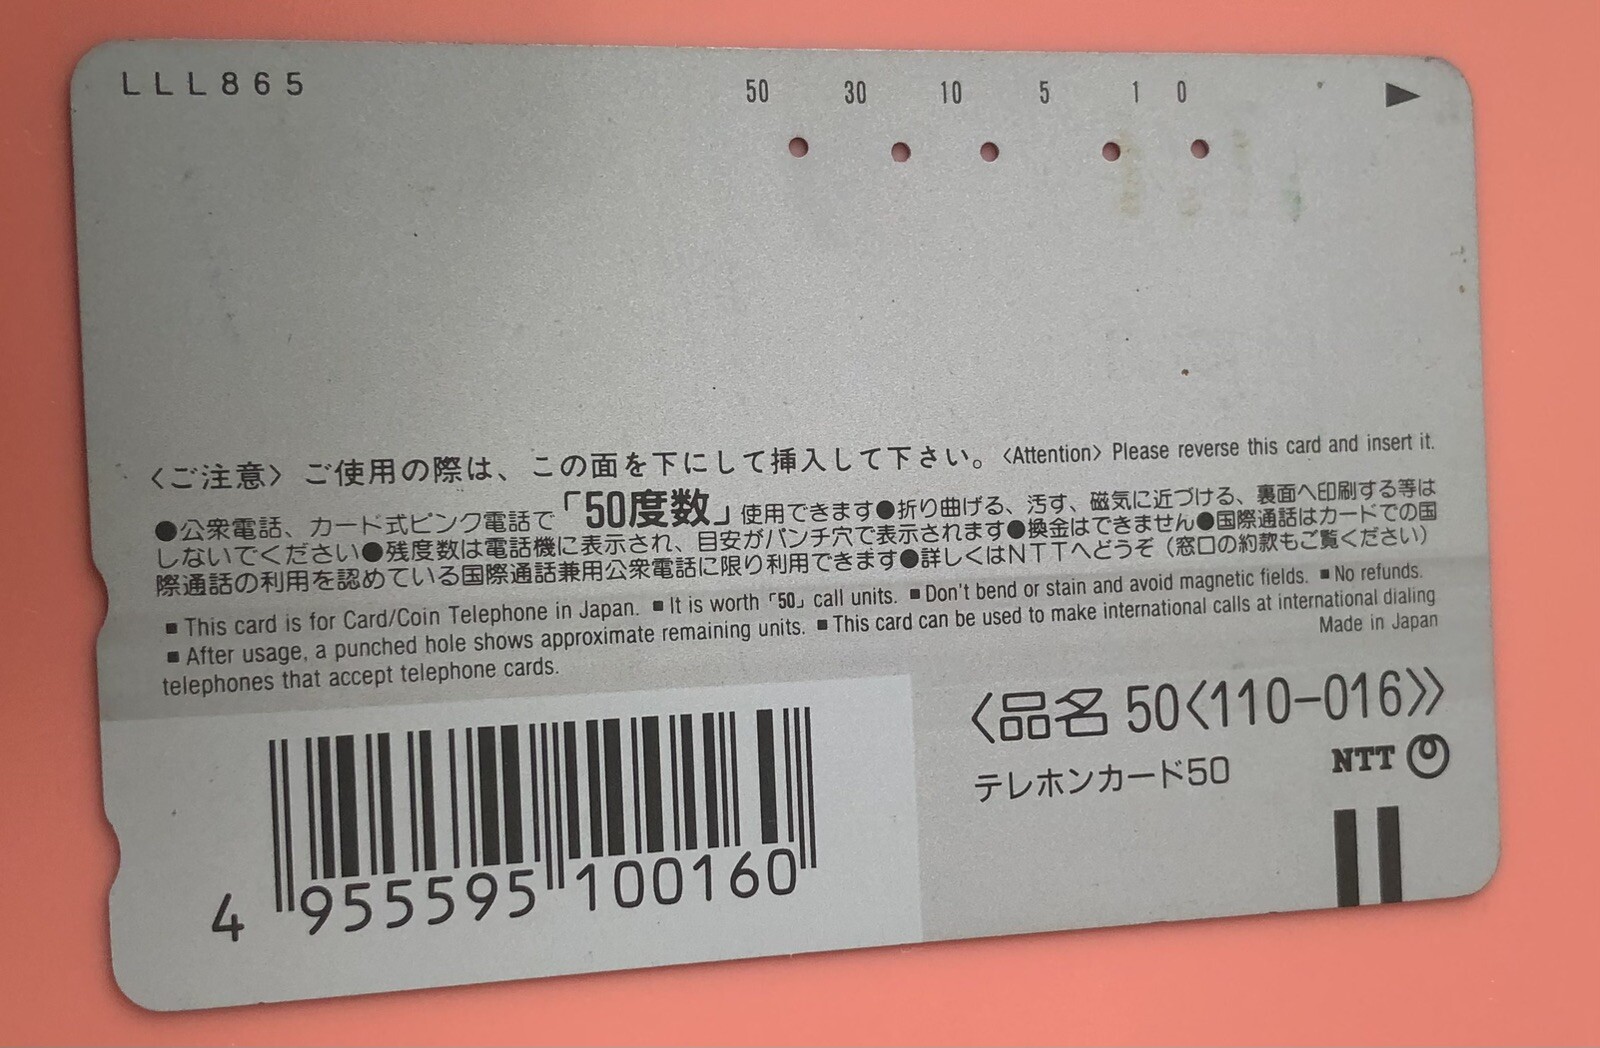 LLL865
50 30 10 5 1 0
〈ご注意〉ご使用の際は、この面を下にして挿入して下さい。〈Attention〉Please reverse this card and insert it.
●公衆電話、カード式ピンク電話で「50度数」使用できます●折り曲げる、汚す、磁気に近づける、裏面へ印刷する等は
しないでください●残度数は電話機に表示され、目安がパンチ穴で表示されます●換金はできません●国際通話はカードでの国
際通話の利用を認めている国際通話兼用公衆電話に限り利用できます●詳しくはNTTへどうぞ(窓口の約款もご覧ください)
■This card is for Card/Coin Telephone in Japan. ■It is worth「50」call units. ■Don't bend or stain and avoid magnetic fields. ■No refunds.
■After usage, a punched hole shows approximate remaining units. ■This card can be used to make international calls at international dialing
telephones that accept telephone cards.
Made in Japan
〈品名 50〈110-016〉〉
テレホンカード50
NTT
4 955595 100160